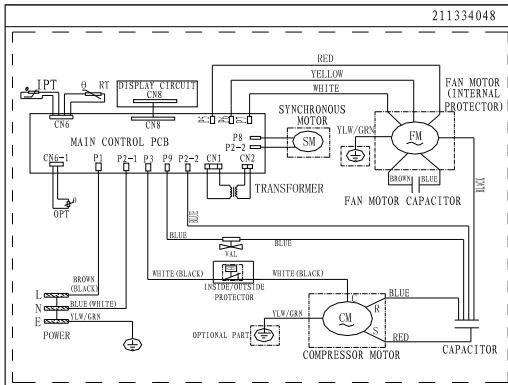 211334048
RED
YELLOW
WHITE
IPT
θ
RT
DISPLAY CIRCUIT
CN8
CN6
CN8
FAN MOTOR
(INTERNAL
PROTECTOR)
SYNCHRONOUS
MOTOR
MAIN CONTROL PCB
P8
P2-2
SM
YLW/GRN
FM
CN6-1
P1
P2-1
P3
P9
P2-2
CN1
CN2
TRANSFORMER
BROWN
BLUE
BLACK
FAN MOTOR CAPACITOR
θ
OPT
BLUE
BLUE
BLUE
VAL
WHITE(BLACK)
WHITE(BLACK)
BROWN
(BLACK)
INSIDE/OUTSIDE
PROTECTOR
L
N
E
BLUE(WHITE)
YLW/GRN
POWER
YLW/GRN
OPTIONAL PART
C
R
S
CM
BLUE
RED
COMPRESSOR MOTOR
CAPACITOR